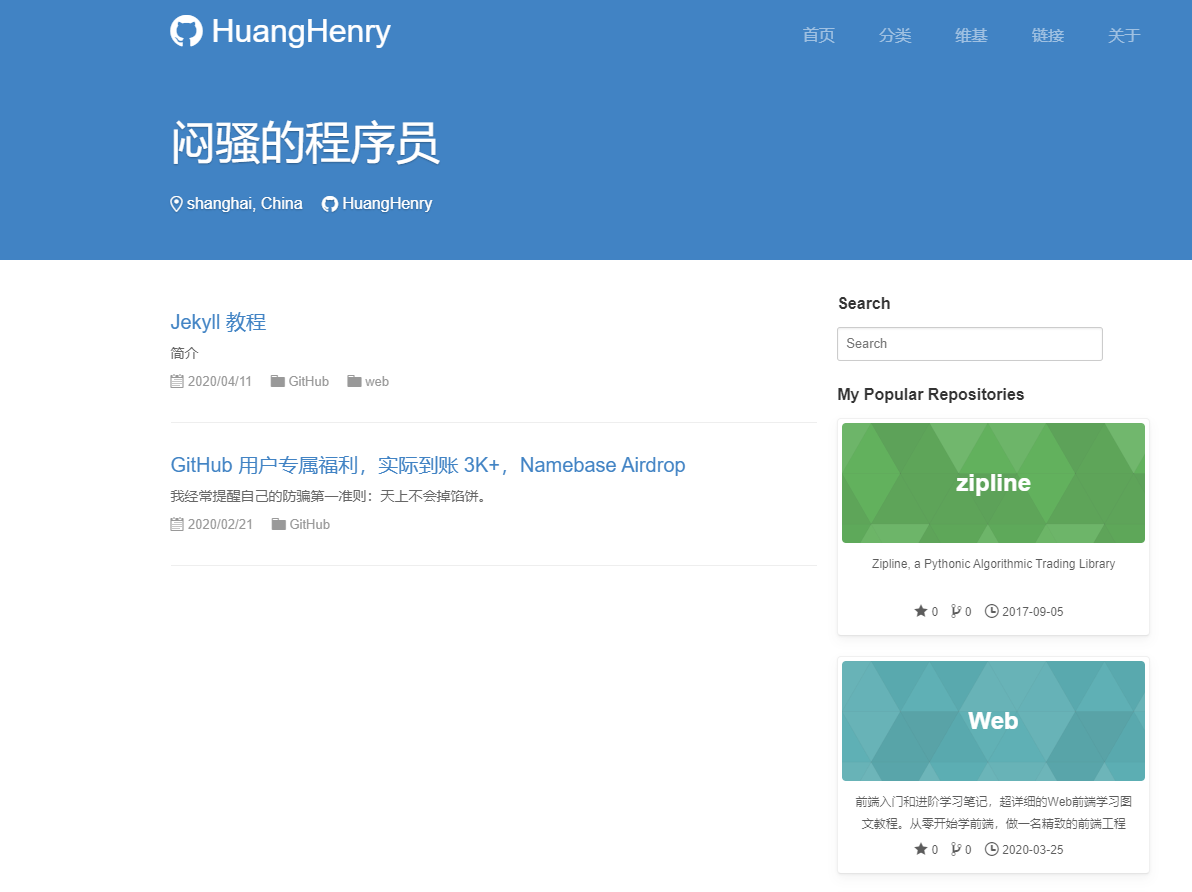 HuangHenry
首页 分类 维基 链接 关于
闷骚的程序员
shanghai, China HuangHenry
Jekyll 教程
简介
2020/04/11 GitHub web
GitHub 用户专属福利，实际到账 3K+，Namebase Airdrop
我经常提醒自己的防骗第一准则：天上不会掉馅饼。
2020/02/21 GitHub
Search
Search
My Popular Repositories
zipline
Zipline, a Pythonic Algorithmic Trading Library
0 0 2017-09-05
Web
前端入门和进阶学习笔记，超详细的Web前端学习图
文教程。从零开始学前端，做一名精致的前端工程
0 0 2020-03-25